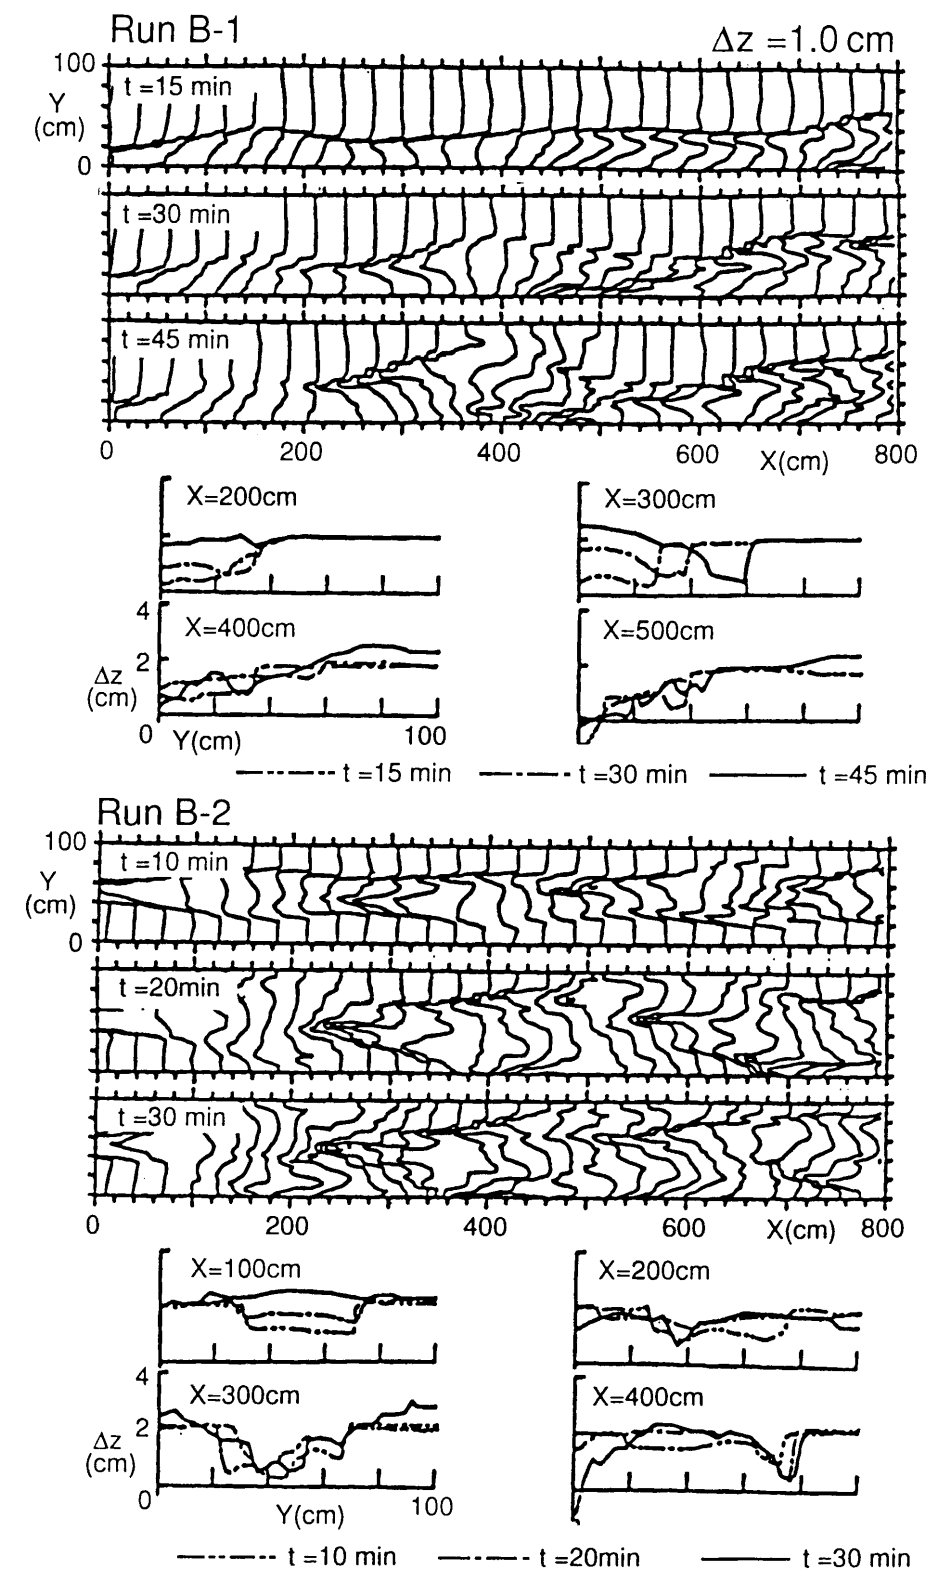 Run B-1
Δz =1.0 cm
100
t =15 min
Y
(cm)
0
t =30 min
t =45 min
0 200 400 600 X(cm) 800
X=200cm
X=300cm
4
X=400cm
X=500cm
2
Δz
(cm)
0 Y(cm) 100
t =15 min t =30 min t =45 min
Run B-2
100
t =10 min
Y
(cm)
0
t =20min
t =30 min
0 200 400 600 X(cm) 800
X=100cm
X=200cm
4
X=300cm
X=400cm
2
Δz
(cm)
0 Y(cm) 100
t =10 min t =20min t =30 min